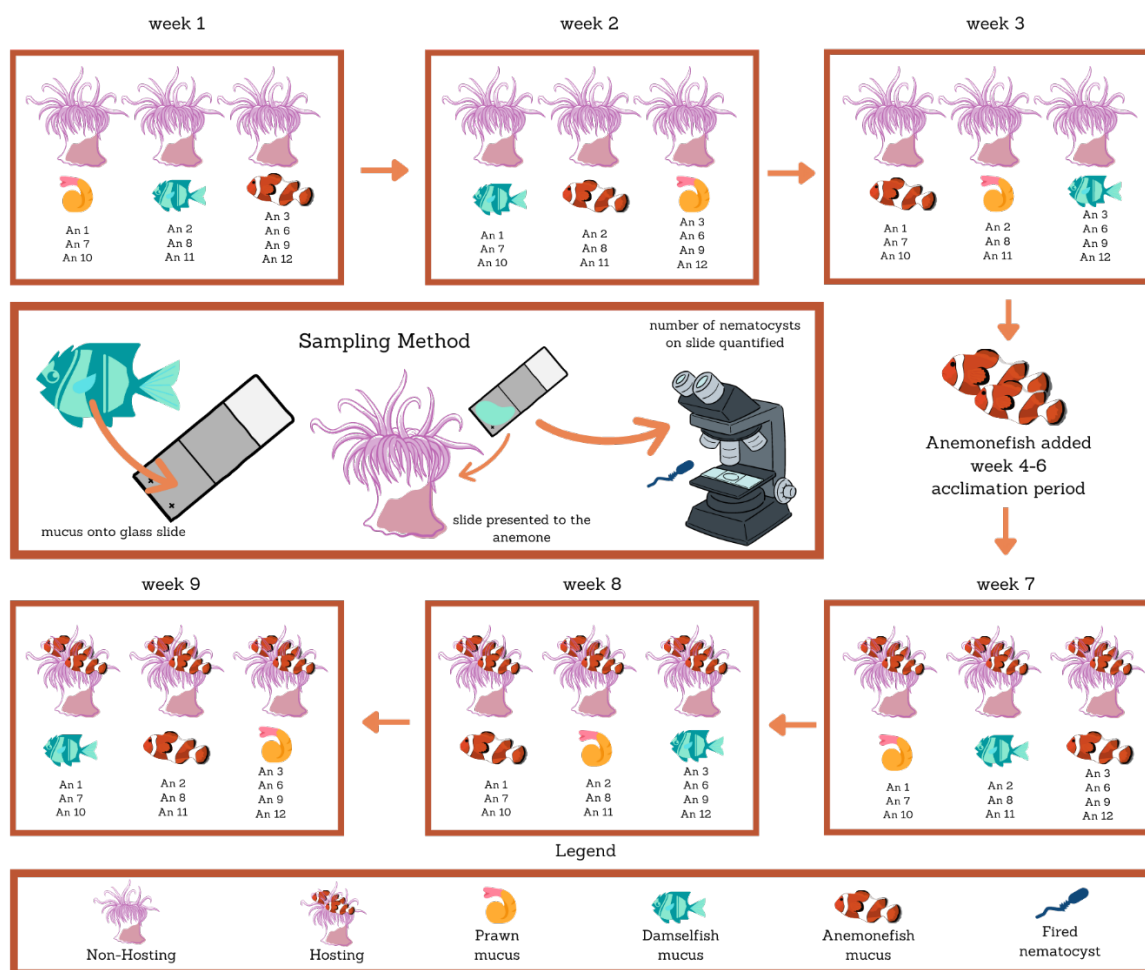 week 1
week 2
week 3
An 1
An 7
An 10
An 2
An 8
An 11
An 3
An 6
An 9
An 12
An 1
An 7
An 10
An 2
An 8
An 11
An 3
An 6
An 9
An 12
An 1
An 7
An 10
An 2
An 8
An 11
An 3
An 6
An 9
An 12
Sampling Method
mucus onto glass slide
slide presented to the
anemone
number of nematocysts
on slide quantified
Anemonefish added
week 4-6
acclimation period
week 9
week 8
week 7
An 1
An 7
An 10
An 2
An 8
An 11
An 3
An 6
An 9
An 12
An 1
An 7
An 10
An 2
An 8
An 11
An 3
An 6
An 9
An 12
An 1
An 7
An 10
An 2
An 8
An 11
An 3
An 6
An 9
An 12
Legend
Non-Hosting
Hosting
Prawn
mucus
Damselfish
mucus
Anemonefish
mucus
Fired
nematocyst